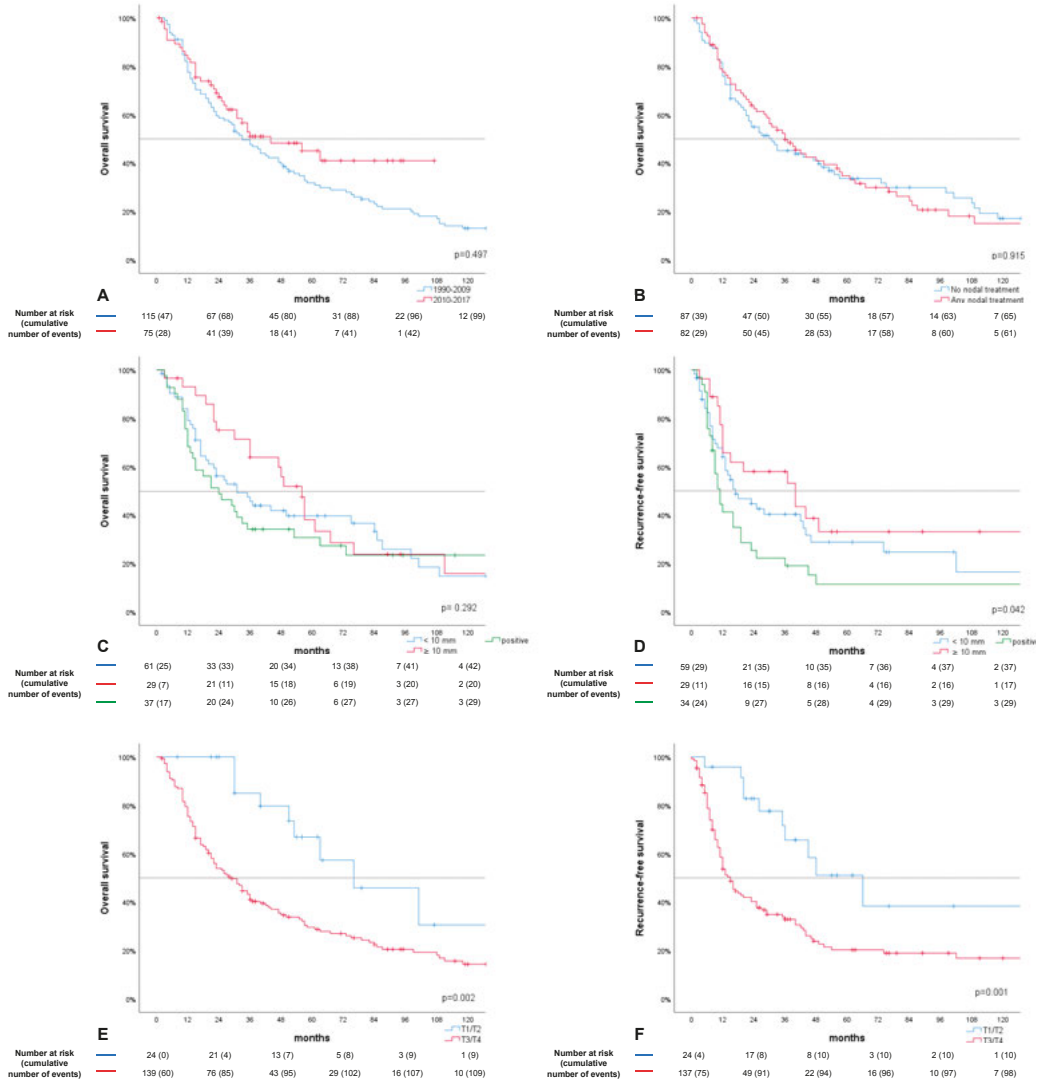 100%
80%
60%
40%
20%
0%
Overall survival
p=0.497
0 12 24 36 48 60 72 84 96 108 120
months
A
1990-2009
2010-2017
Number at risk
(cumulative
number of events)
115 (47) 67 (68) 45 (80) 31 (88) 22 (96) 12 (99)
75 (28) 41 (39) 18 (41) 7 (41) 1 (42)
100%
80%
60%
40%
20%
0%
Overall survival
p=0.915
0 12 24 36 48 60 72 84 96 108 120
months
B
No nodal treatment
Any nodal treatment
Number at risk
(cumulative
number of events)
87 (39) 47 (50) 30 (55) 18 (57) 14 (63) 7 (65)
82 (29) 50 (45) 28 (53) 17 (58) 8 (60) 5 (61)
100%
80%
60%
40%
20%
0%
Overall survival
p= 0.292
0 12 24 36 48 60 72 84 96 108 120
months
C
< 10 mm positive
≥ 10 mm
Number at risk
(cumulative
number of events)
61 (25) 33 (33) 20 (34) 13 (38) 7 (41) 4 (42)
29 (7) 21 (11) 15 (18) 6 (19) 3 (20) 2 (20)
37 (17) 20 (24) 10 (26) 6 (27) 3 (27) 3 (29)
100%
80%
60%
40%
20%
0%
Recurrence-free survival
p=0.042
0 12 24 36 48 60 72 84 96 108 120
months
D
< 10 mm positive
≥ 10 mm
Number at risk
(cumulative
number of events)
59 (29) 21 (35) 10 (35) 7 (36) 4 (37) 2 (37)
29 (11) 16 (15) 8 (16) 4 (16) 2 (16) 1 (17)
34 (24) 9 (27) 5 (28) 4 (29) 3 (29) 3 (29)
100%
80%
60%
40%
20%
0%
Overall survival
p=0.002
0 12 24 36 48 60 72 84 96 108 120
months
E
T1/T2
T3/T4
Number at risk
(cumulative
number of events)
24 (0) 21 (4) 13 (7) 5 (8) 3 (9) 1 (9)
139 (60) 76 (85) 43 (95) 29 (102) 16 (107) 10 (109)
100%
80%
60%
40%
20%
0%
Recurrence-free survival
p=0.001
0 12 24 36 48 60 72 84 96 108 120
months
F
T1/T2
T3/T4
Number at risk
(cumulative
number of events)
24 (4) 17 (8) 8 (10) 3 (10) 2 (10) 1 (10)
137 (75) 49 (91) 22 (94) 16 (96) 10 (97) 7 (98)